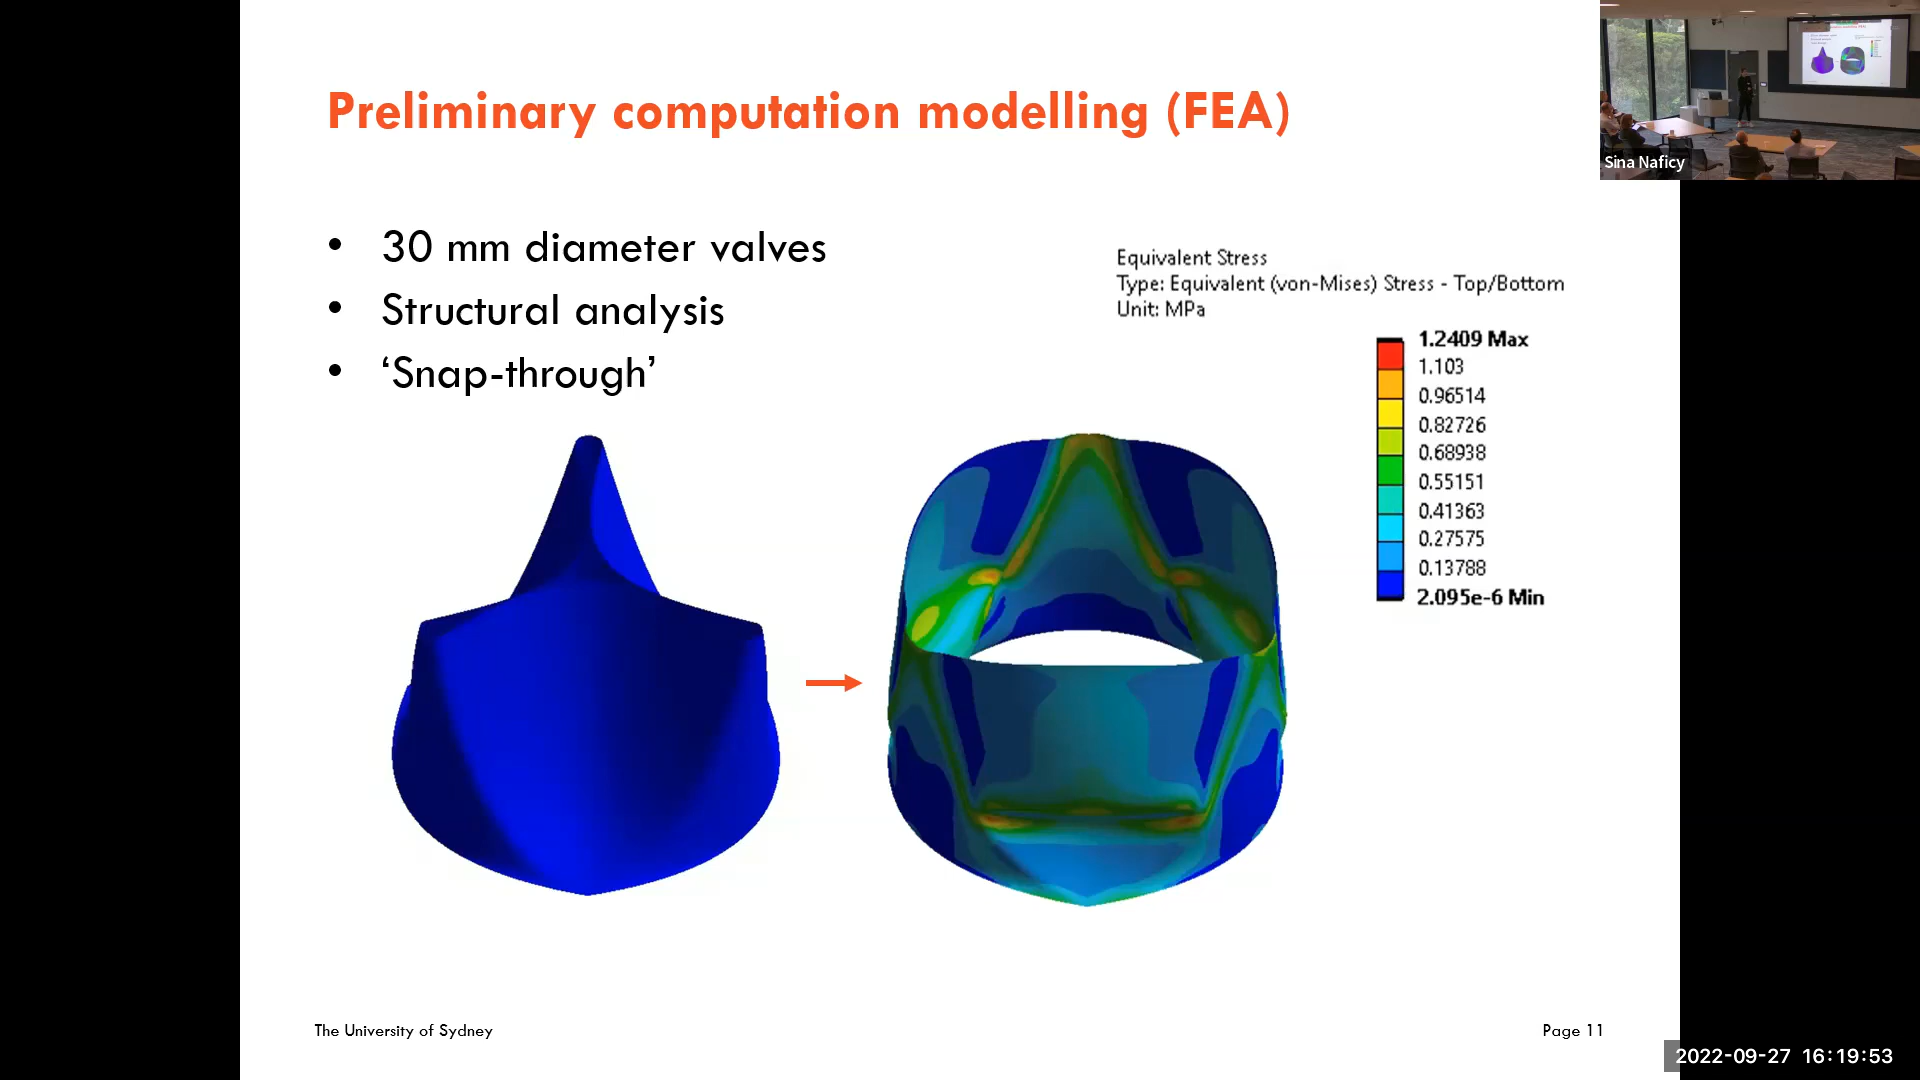 Preliminary computation modelling (FEA)
• 30 mm diameter valves
• Structural analysis
• ‘Snap-through’
Equivalent Stress
Type: Equivalent (von-Mises) Stress - Top/Bottom
Unit: MPa
1.2409 Max
1.103
0.96514
0.82726
0.68938
0.55151
0.41363
0.27575
0.13788
2.095e-6 Min
The University of Sydney
Page 11
Sina Naficy
2022-09-27 16:19:53